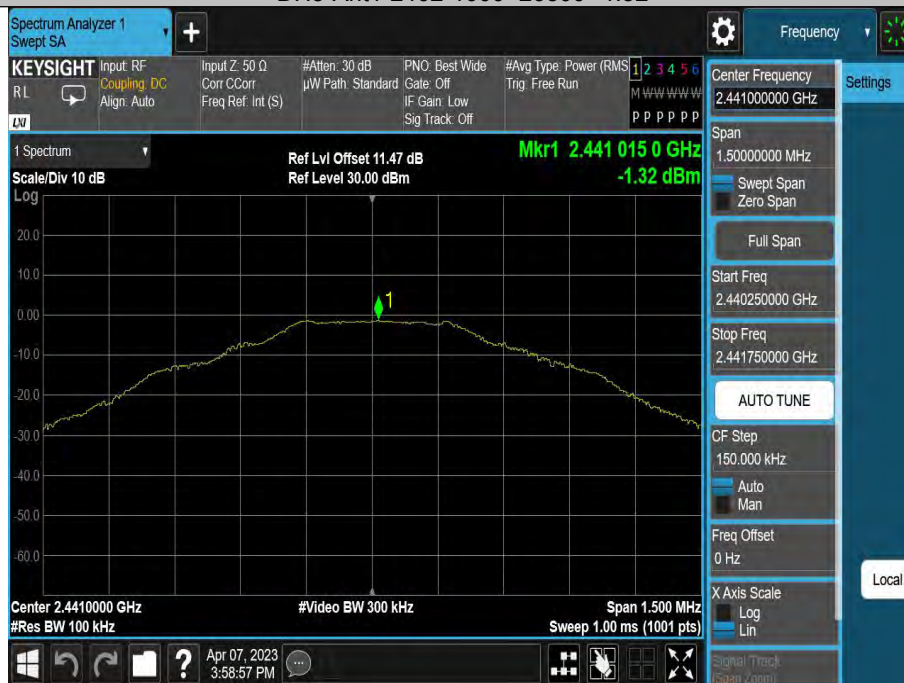 Spectrum Analyzer 1
Swept SA
Frequency
KEYSIGHT
RL
LXI
Input: RF
Coupling: DC
Align: Auto
Input Z: 50 Ω
Corr CCorr
Freq Ref: Int (S)
#Atten: 30 dB
µW Path: Standard
PNO: Best Wide
Gate: Off
IF Gain: Low
Sig Track: Off
#Avg Type: Power (RMS
Trig: Free Run
1 2 3 4 5 6
M W W W W W
P P P P P P
1 Spectrum
Scale/Div 10 dB
Log
Ref Lvl Offset 11.47 dB
Ref Level 30.00 dBm
Mkr1 2.441 015 0 GHz
-1.32 dBm
20.0
10.0
0.00
-10.0
-20.0
-30.0
-40.0
-50.0
-60.0
1
Center 2.4410000 GHz
#Res BW 100 kHz
#Video BW 300 kHz
Span 1.500 MHz
Sweep 1.00 ms (1001 pts)
Apr 07, 2023
3:58:57 PM
?
Center Frequency
2.441000000 GHz
Settings
Span
1.50000000 MHz
Swept Span
Zero Span
Full Span
Start Freq
2.440250000 GHz
Stop Freq
2.441750000 GHz
AUTO TUNE
CF Step
150.000 kHz
Auto
Man
Freq Offset
0 Hz
X Axis Scale
Log
Lin
Local
Signal Track
(Span Zoom)